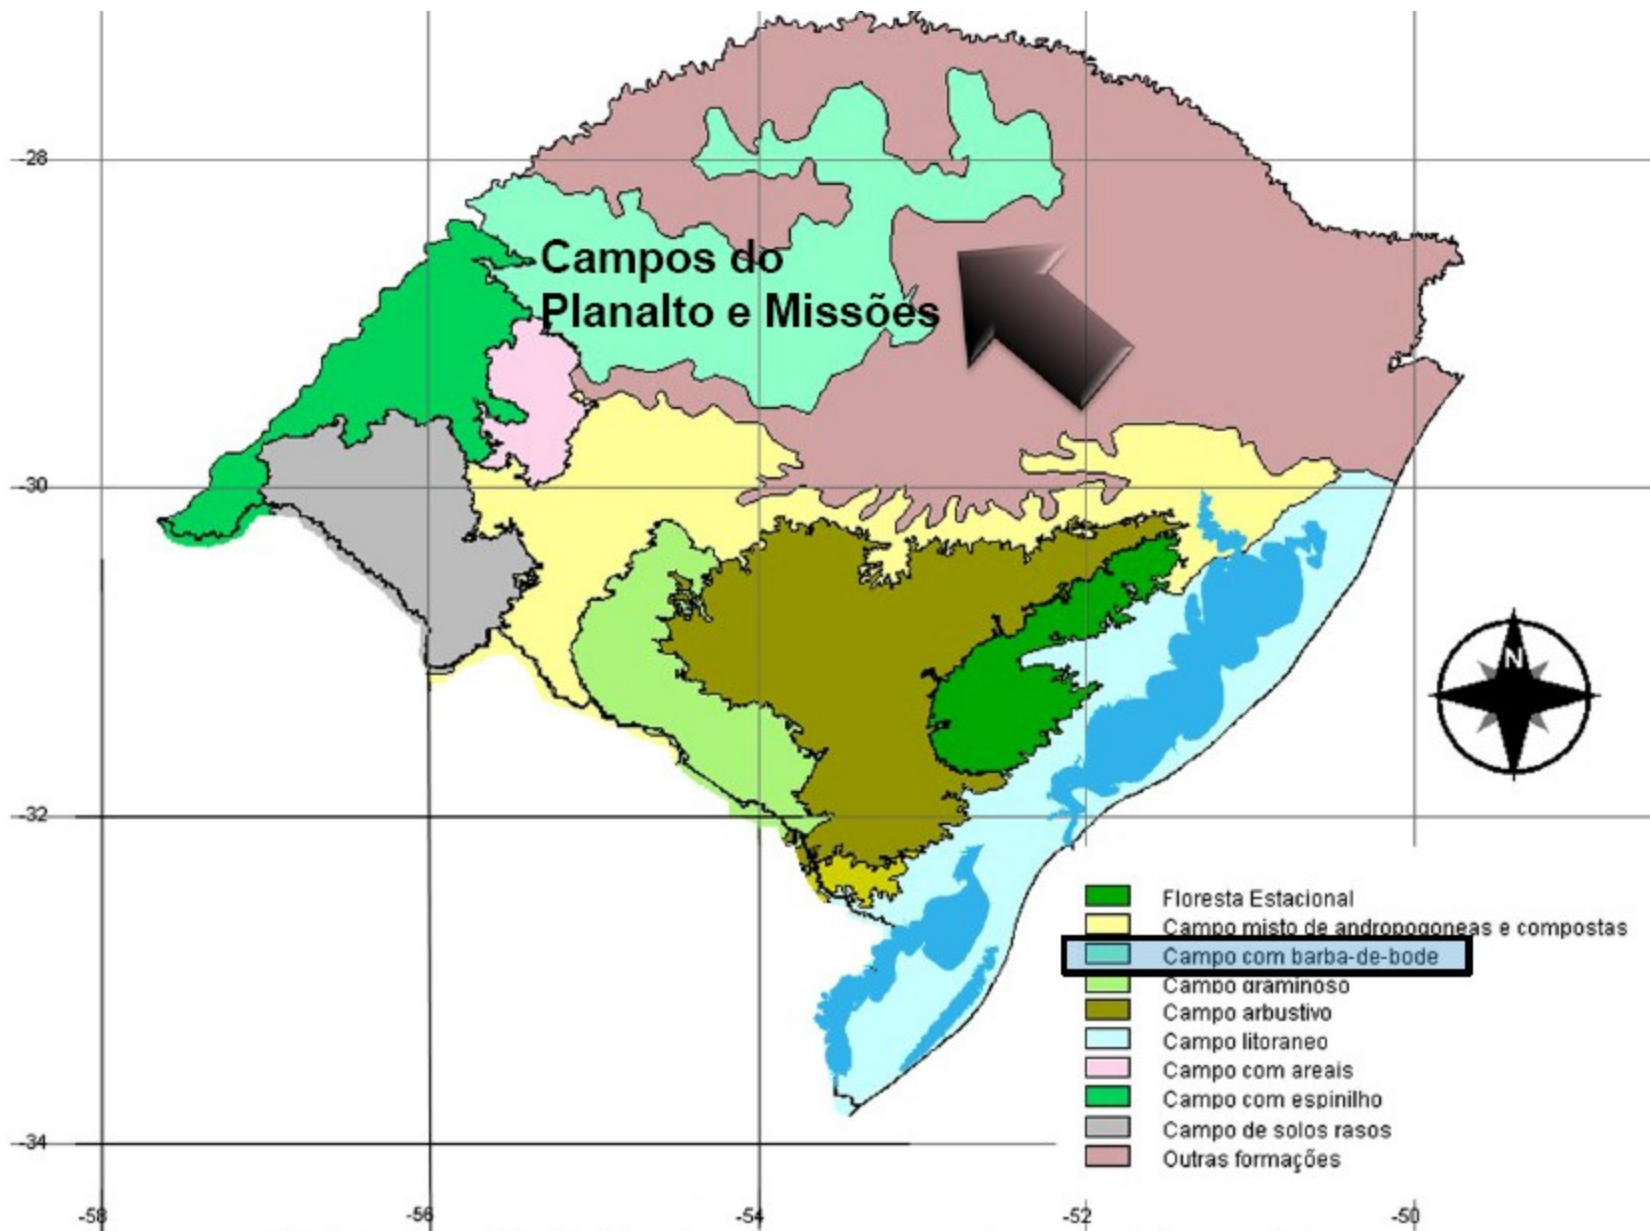 -28
Campos do
Planalto e Missões
-30
N
-32
Floresta Estacional
Campo misto de andropogoneas e compostas
Campo com barba-de-bode
Campo graminoso
Campo arbustivo
Campo litoraneo
Campo com areais
Campo com espinilho
Campo de solos rasos
Outras formações
-34
-58
-56
-54
-52
-50